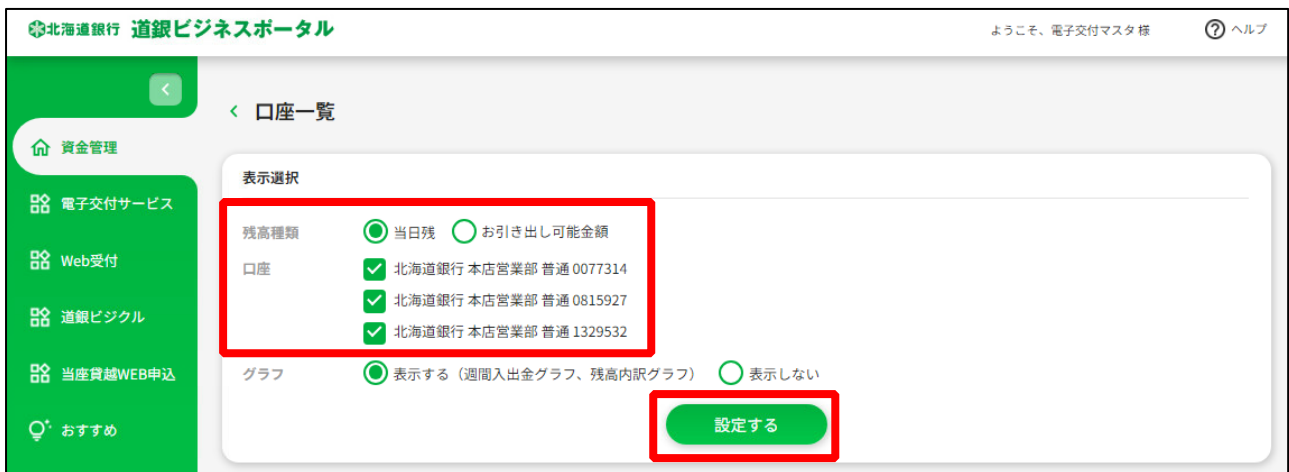 北海道銀行 道銀ビジネスポータル
ようこそ、電子交付マスタ 様
ヘルプ
口座一覧
資金管理
電子交付サービス
Web受付
道銀ビジクル
当座貸越WEB申込
おすすめ
表示選択
残高種類 当日残 お引き出し可能金額
口座 北海道銀行 本店営業部 普通 0077314
北海道銀行 本店営業部 普通 0815927
北海道銀行 本店営業部 普通 1329532
グラフ 表示する（週間入出金グラフ、残高内訳グラフ） 表示しない
設定する